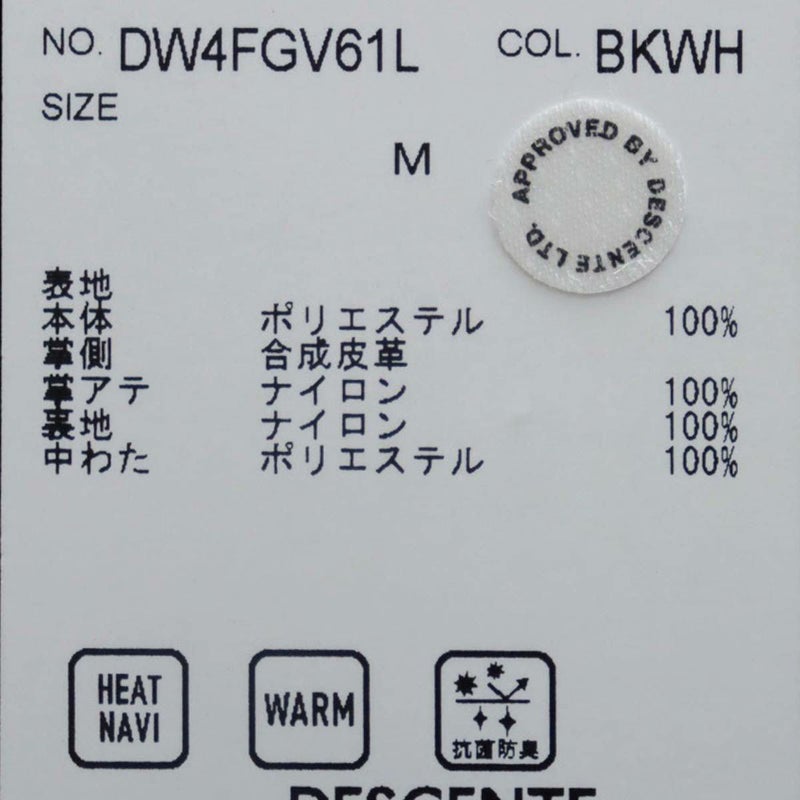 NO. DW4FGV61L COL. BKWH
SIZE
M
APPROVED BY DESCENTE LTD.
表地
本体 ポリエステル 100%
掌側 合成皮革
掌アテ ナイロン 100%
裏地 ナイロン 100%
中わた ポリエステル 100%
HEAT
NAVI
WARM
抗菌防臭
DESCENTE